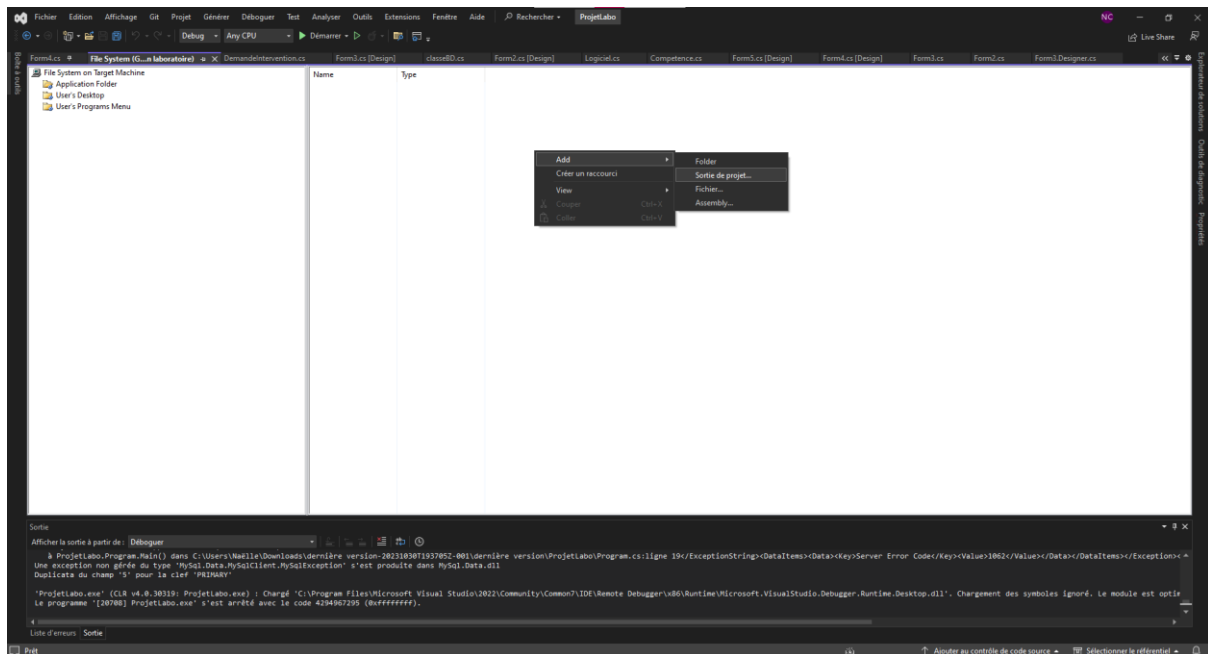 Fichier Edition Affichage Git Projet Générer Déboguer Test Analyser Outils Extensions Fenêtre Aide Rechercher ProjetLabo NC
Debug Any CPU Démarrer Live Share
Form4.cs File System (G...n laboratoire) DemandeIntervention.cs Form3.cs [Design] classeBD.cs Form2.cs [Design] Logiciel.cs Competence.cs Form5.cs [Design] Form4.cs [Design] Form3.cs Form2.cs Form3.Designer.cs
Boîte à outils
File System on Target Machine
Application Folder
User's Desktop
User's Programs Menu
Name Type
Add
Créer un raccourci
View
Couper Ctrl+X
Coller Ctrl+V
Folder
Sortie de projet...
Fichier...
Assembly...
Explorateur de solutions Outils de diagnostic Propriétés
Sortie
Afficher la sortie à partir de : Déboguer
à ProjetLabo.Program.Main() dans C:\Users\Naëlle\Downloads\dernière version-20231030T193705Z-001\dernière version\ProjetLabo\Program.cs:ligne 19</ExceptionString><DataItems><Data><Key>Server Error Code</Key><Value>1062</Value></Data></DataItems></Exception><
Une exception non gérée du type 'MySql.Data.MySqlClient.MySqlException' s'est produite dans MySql.Data.dll
Duplicata du champ '5' pour la clef 'PRIMARY'
'ProjetLabo.exe' (CLR v4.0.30319: ProjetLabo.exe) : Chargé 'C:\Program Files\Microsoft Visual Studio\2022\Community\Common7\IDE\Remote Debugger\x86\Runtime\Microsoft.VisualStudio.Debugger.Runtime.Desktop.dll'. Chargement des symboles ignoré. Le module est optim
Le programme '[20708] ProjetLabo.exe' s'est arrêté avec le code 4294967295 (0xffffffff).
Liste d'erreurs Sortie
Prêt Ajouter au contrôle de code source Sélectionner le référentiel